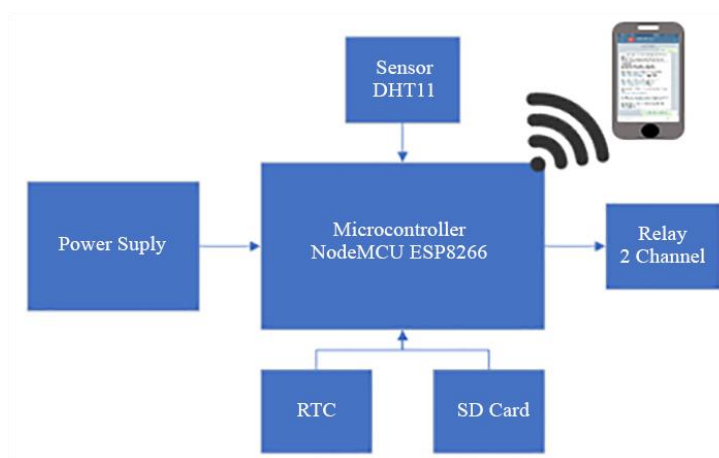 Sensor
DHT11
Power Suply
Microcontroller
NodeMCU ESP8266
Relay
2 Channel
RTC
SD Card